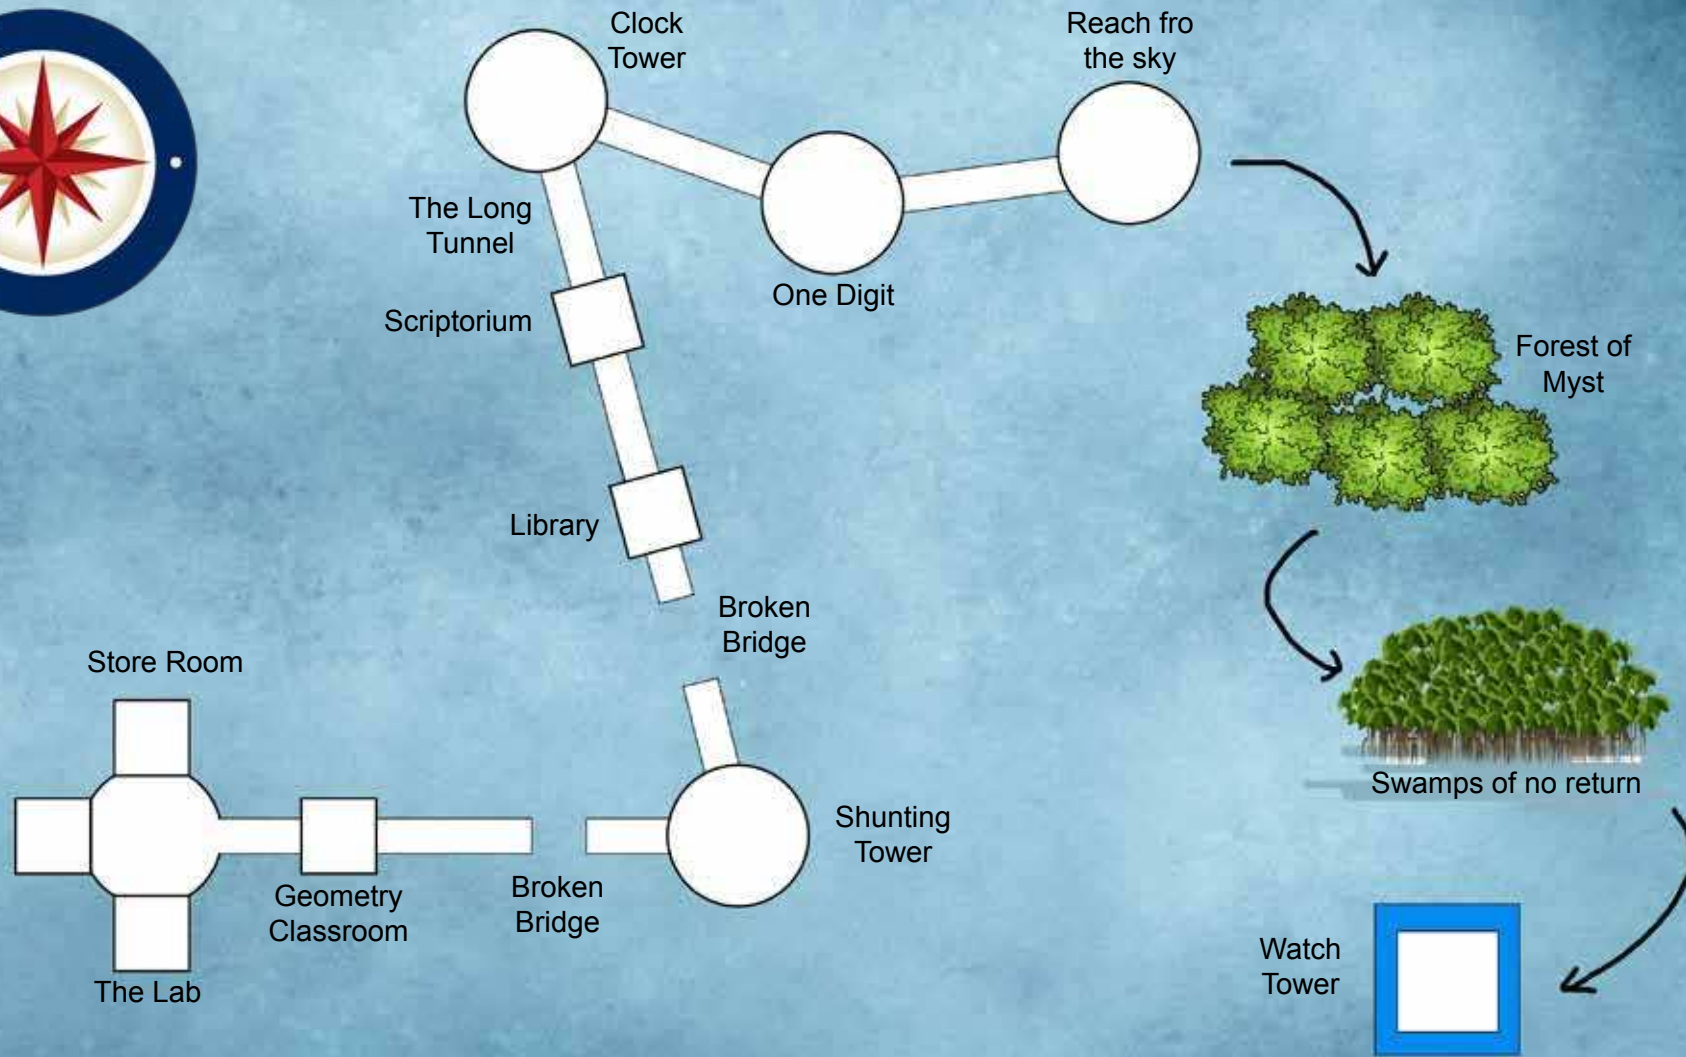 Clock
Tower
Reach fro
the sky
The Long
Tunnel
One Digit
Scriptorium
Forest of
Myst
Library
Broken
Bridge
Store Room
Swamps of no return
Shunting
Tower
Geometry
Classroom
Broken
Bridge
The Lab
Watch
Tower